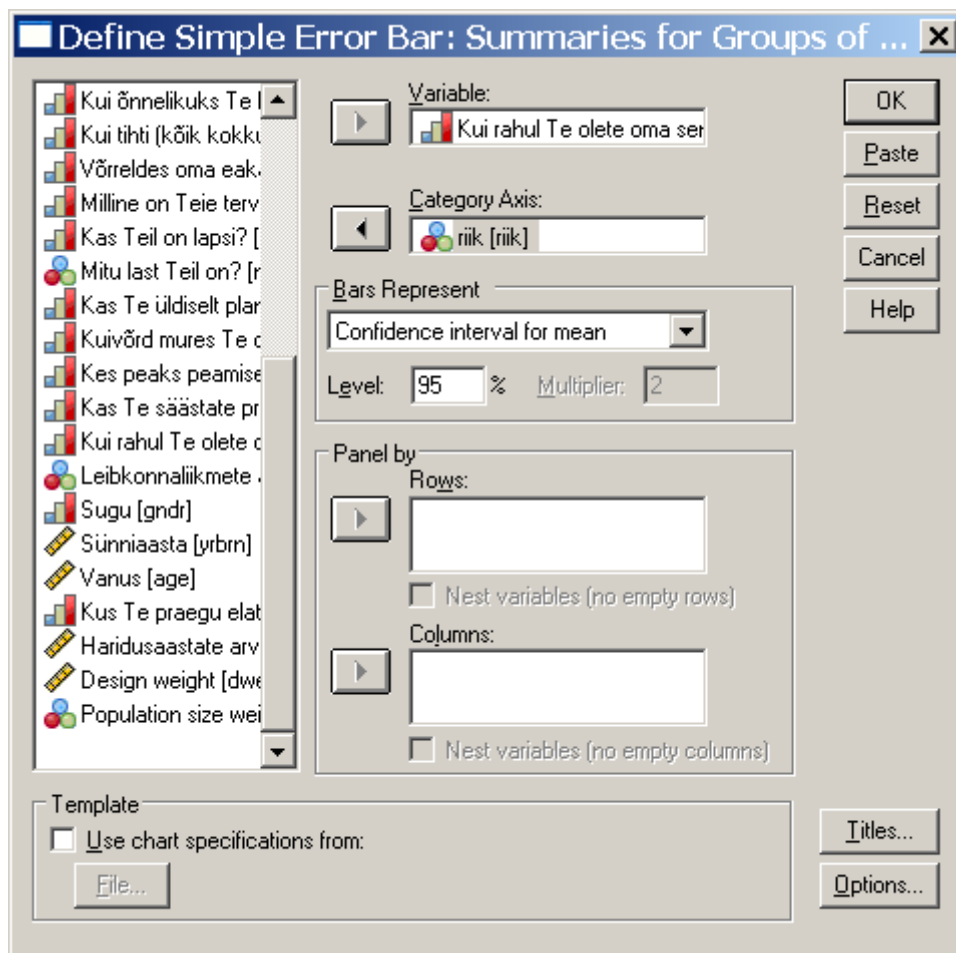 Define Simple Error Bar: Summaries for Groups of ...
Kui õnnelikuks Te
Kui tihti (kõik kokku
Võrreldes oma eaka
Milline on Teie terv
Kas Teil on lapsi? [
Mitu last Teil on? [
Kas Te üldiselt plan
Kuivõrd mures Te
Kes peaks peamise
Kas Te säästate pr
Kui rahul Te olete
Leibkonnaliikmete
Sugu [gndr]
Sünniaasta [yrbrn]
Vanus [age]
Kus Te praegu elat
Haridusaastate arv
Design weight [dwe
Population size wei
Variable:
Kui rahul Te olete oma ser
Category Axis:
riik [riik]
Bars Represent
Confidence interval for mean
Level: 95 % Multiplier: 2
Panel by
Rows:
Nest variables (no empty rows)
Columns:
Nest variables (no empty columns)
OK
Paste
Reset
Cancel
Help
Template
Use chart specifications from:
File...
Titles...
Options...